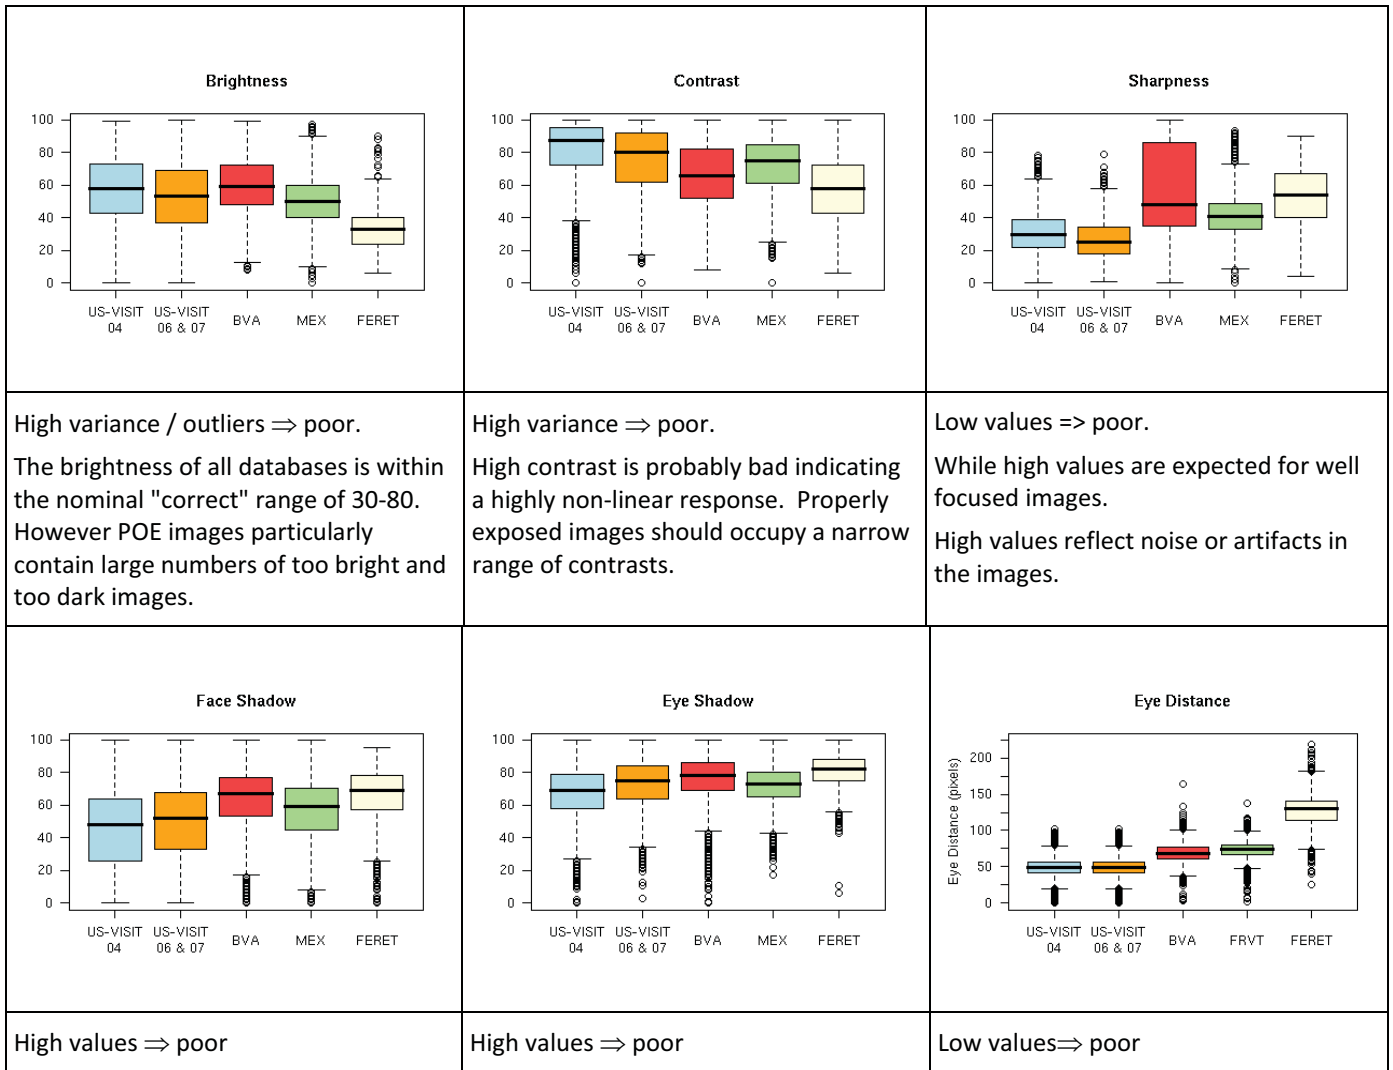 Brightness
100
80
60
40
20
0
US-VISIT
04
US-VISIT
06 & 07
BVA
MEX
FERET
Contrast
100
80
60
40
20
0
US-VISIT
04
US-VISIT
06 & 07
BVA
MEX
FERET
Sharpness
100
80
60
40
20
0
US-VISIT
04
US-VISIT
06 & 07
BVA
MEX
FERET
High variance / outliers ⇒ poor.
The brightness of all databases is within
the nominal "correct" range of 30-80.
However POE images particularly
contain large numbers of too bright and
too dark images.
High variance ⇒ poor.
High contrast is probably bad indicating
a highly non-linear response. Properly
exposed images should occupy a narrow
range of contrasts.
Low values => poor.
While high values are expected for well
focused images.
High values reflect noise or artifacts in
the images.
Face Shadow
100
80
60
40
20
0
US-VISIT
04
US-VISIT
06 & 07
BVA
MEX
FERET
Eye Shadow
100
80
60
40
20
0
US-VISIT
04
US-VISIT
06 & 07
BVA
MEX
FERET
Eye Distance
Eye Distance (pixels)
200
150
100
50
0
US-VISIT
04
US-VISIT
06 & 07
BVA
FRVT
FERET
High values ⇒ poor
High values ⇒ poor
Low values⇒ poor